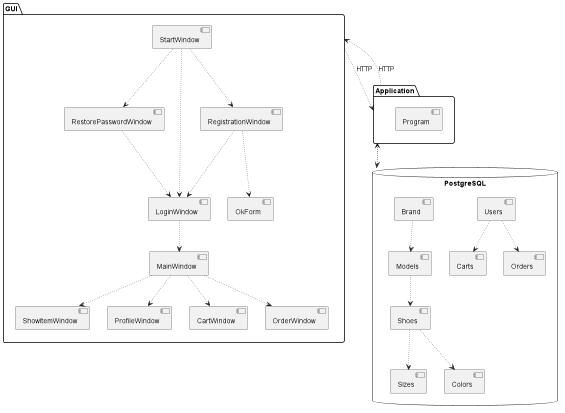 GUI
StartWindow
HTTP
HTTP
Application
Program
RestorePasswordWindow
RegistrationWindow
PostgreSQL
LoginWindow
OkForm
Brand
Users
MainWindow
Models
Carts
Orders
ShowItemWindow
ProfileWindow
CartWindow
OrderWindow
Shoes
Sizes
Colors